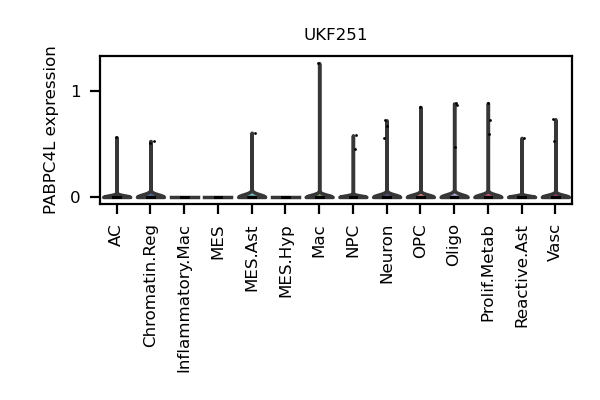 UKF251
PABPC4L expression
1
0
AC
Chromatin.Reg
Inflammatory.Mac
MES
MES.Ast
MES.Hyp
Mac
NPC
Neuron
OPC
Oligo
Prolif.Metab
Reactive.Ast
Vasc